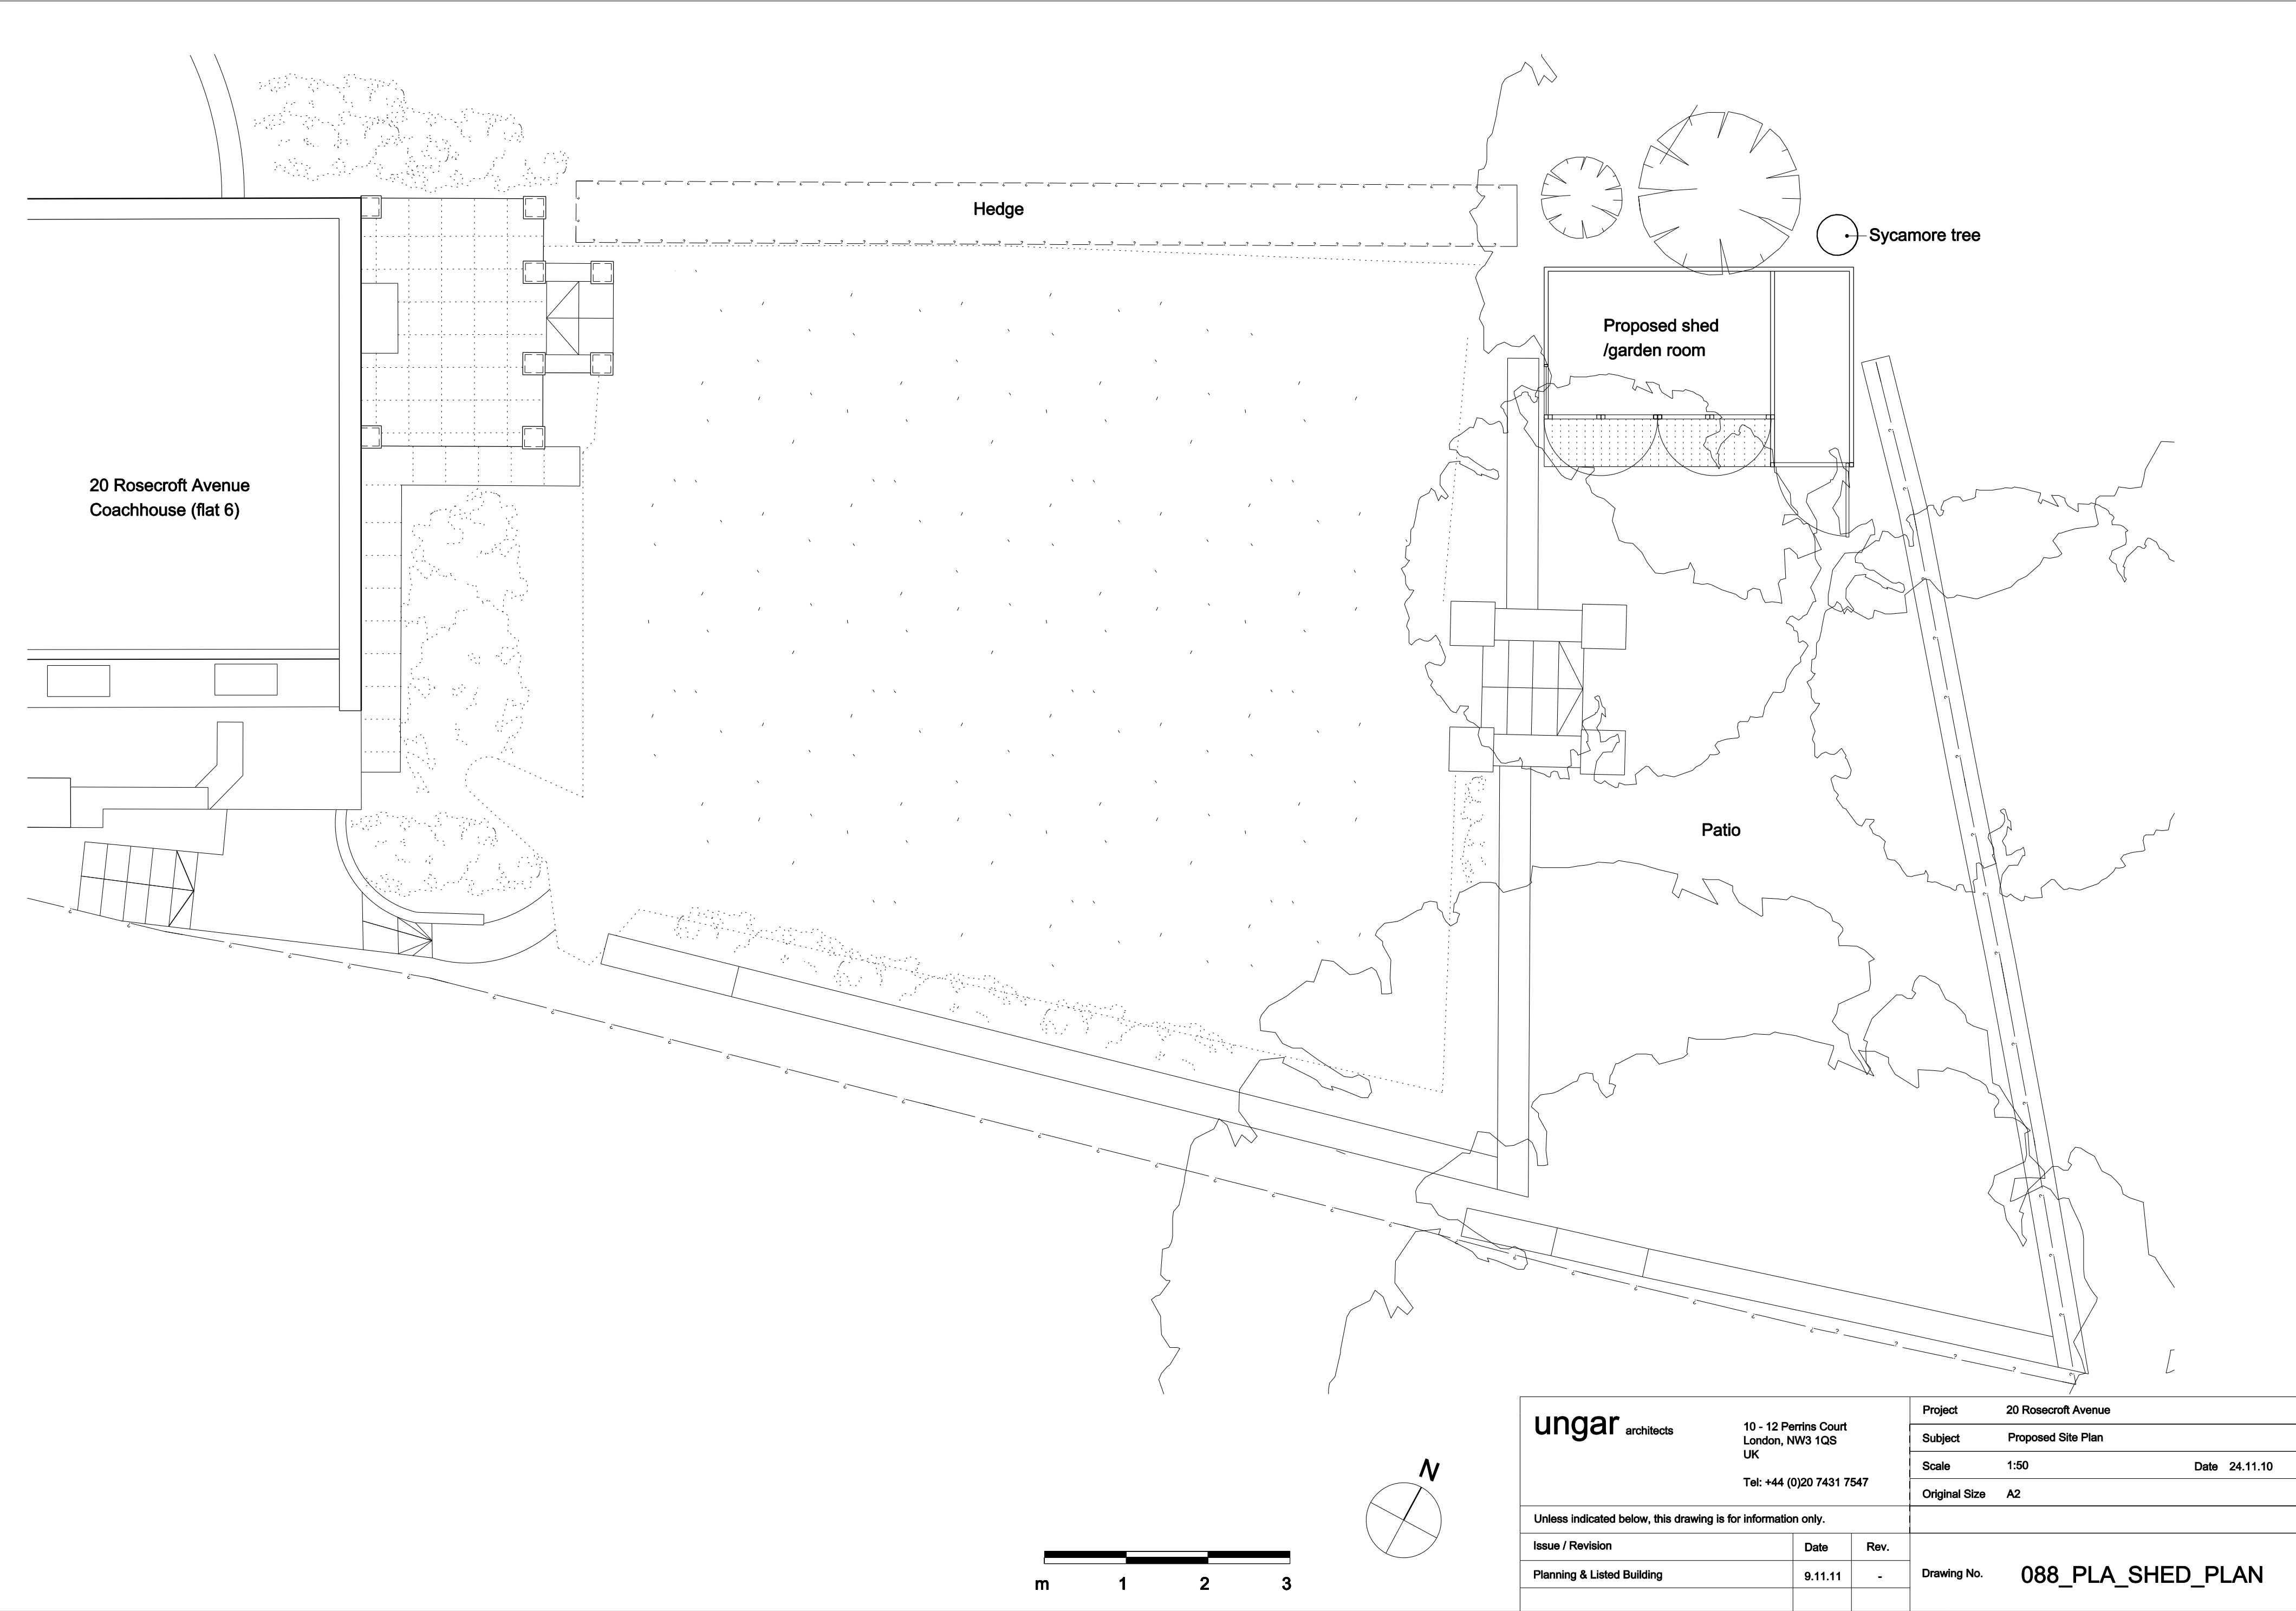 Hedge
Sycamore tree
Proposed shed
/garden room
20 Rosecroft Avenue
Coachhouse (flat 6)
Patio
N
m 1 2 3
ungar architects
10 - 12 Perrins Court
London, NW3 1QS
UK
Tel: +44 (0)20 7431 7547
Unless indicated below, this drawing is for information only.
Issue / Revision Date Rev.
Planning & Listed Building 9.11.11 -
Project 20 Rosecroft Avenue
Subject Proposed Site Plan
Scale 1:50 Date 24.11.10
Original Size A2
Drawing No. 088_PLA_SHED_PLAN